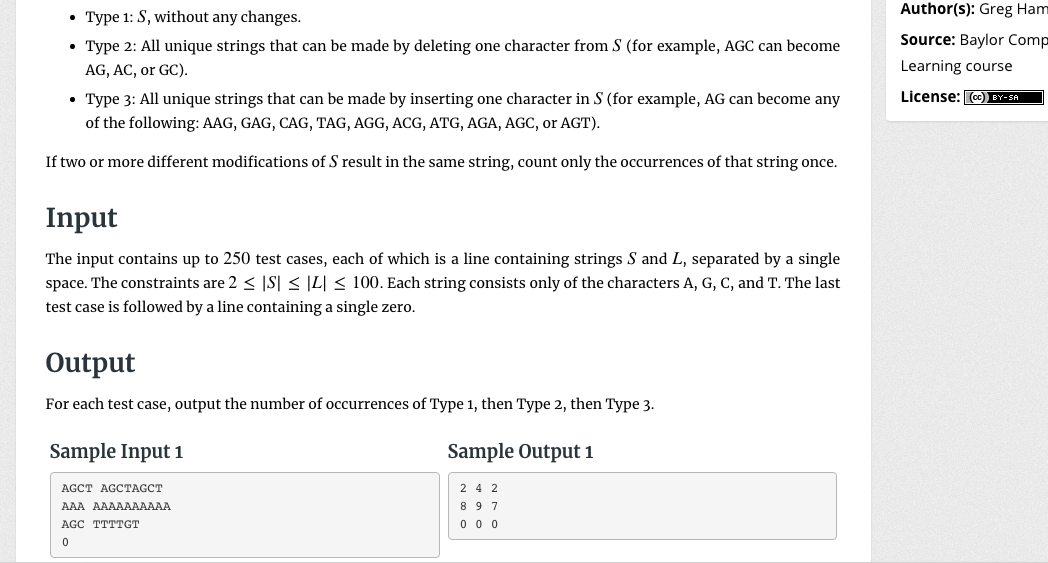 • Type 1: S, without any changes.
• Type 2: All unique strings that can be made by deleting one character from S (for example, AGC can become
AG, AC, or GC).
• Type 3: All unique strings that can be made by inserting one character in S (for example, AG can become any
of the following: AAG, GAG, CAG, TAG, AGG, ACG, ATG, AGA, AGC, or AGT).
If two or more different modifications of S result in the same string, count only the occurrences of that string once.
Input
The input contains up to 250 test cases, each of which is a line containing strings S and L, separated by a single
space. The constraints are 2 ≤ |S| ≤ |L| ≤ 100. Each string consists only of the characters A, G, C, and T. The last
test case is followed by a line containing a single zero.
Output
For each test case, output the number of occurrences of Type 1, then Type 2, then Type 3.
Sample Input 1
AGCT AGCTAGCT
AAA AAAAAAAAAA
AGC TTTTGT
0
Sample Output 1
2 4 2
8 9 7
0 0 0
Author(s): Greg Ham
Source: Baylor Comp
Learning course
License: (cc) BY-SA